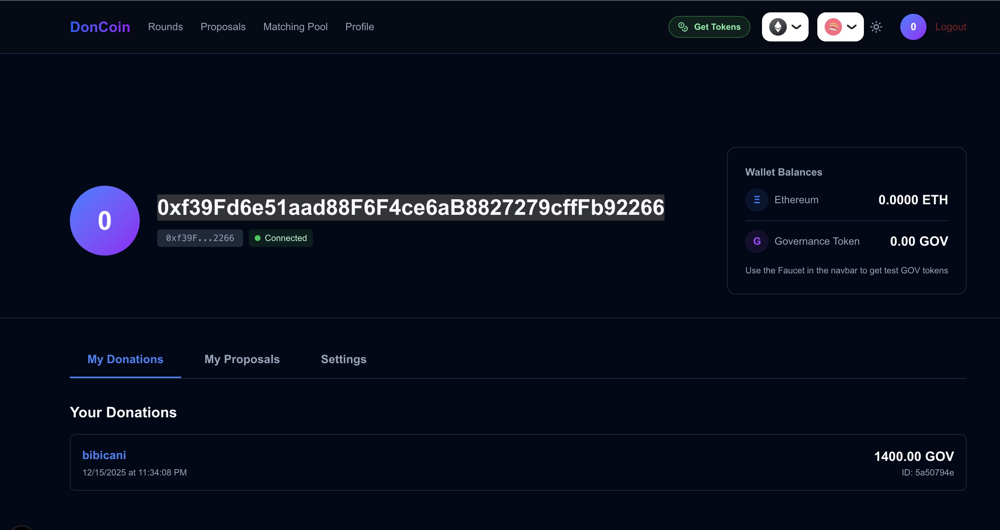 DonCoin Rounds Proposals Matching Pool Profile Get Tokens 0 Logout
0
0xf39Fd6e51aad88F6F4ce6aB8827279cffFb92266
0xf39F...2266 Connected
Wallet Balances
Ξ Ethereum 0.0000 ETH
G Governance Token 0.00 GOV
Use the Faucet in the navbar to get test GOV tokens
My Donations My Proposals Settings
Your Donations
bibicani 1400.00 GOV
12/15/2025 at 11:34:08 PM ID: 5a50794e